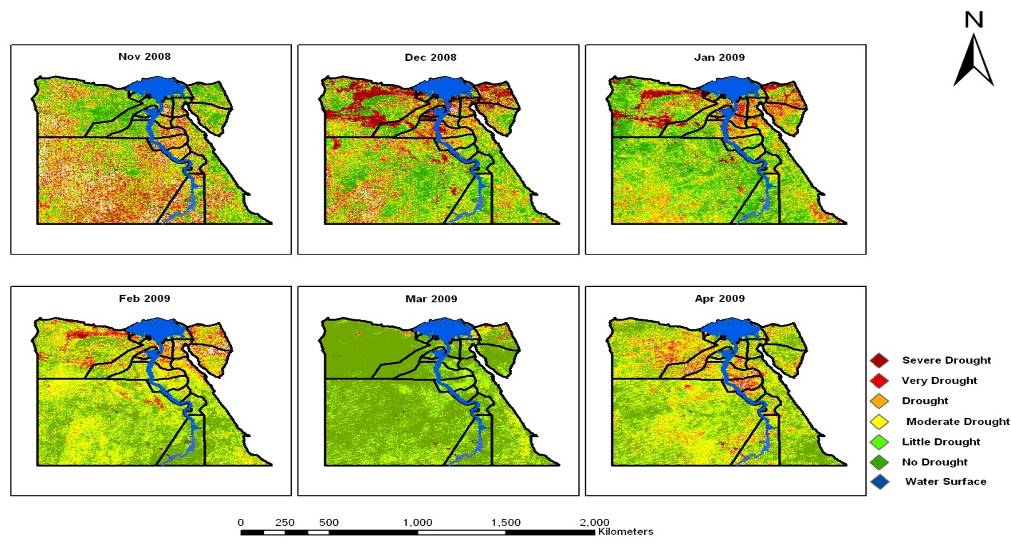 N
Nov 2008
Dec 2008
Jan 2009
Feb 2009
Mar 2009
Apr 2009
Severe Drought
Very Drought
Drought
Moderate Drought
Little Drought
No Drought
Water Surface
0 250 500 1,000 1,500 2,000
Kilometers